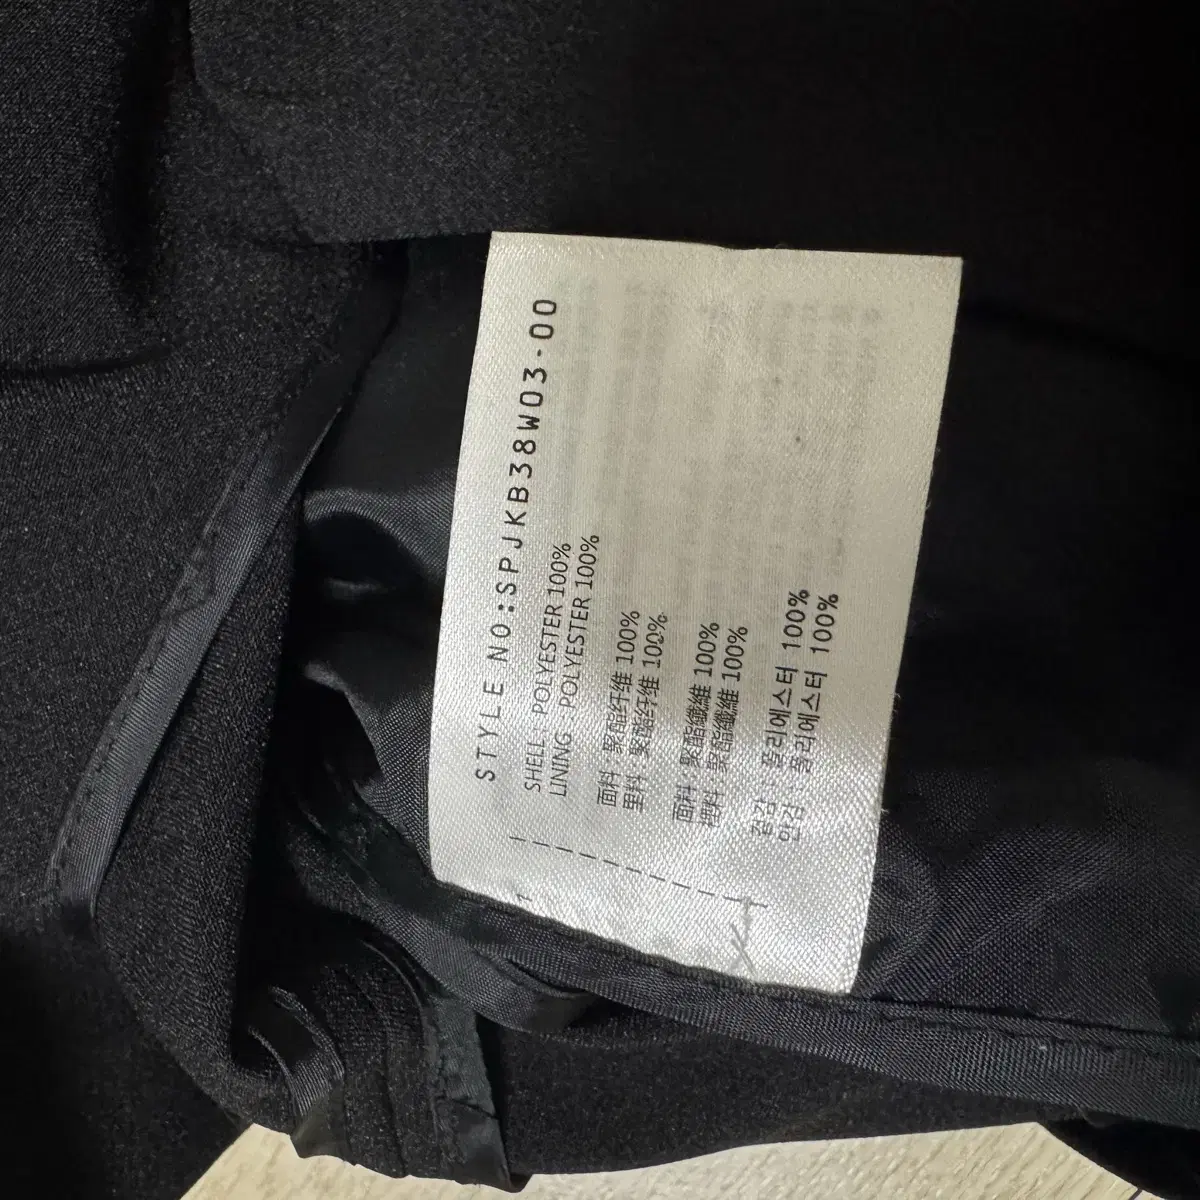 STYLE NO:SPJKB38W03-00
SHELL : POLYESTER 100%
LINING : POLYESTER 100%
面料 : 聚酯纤维 100%
里料 : 聚酯纤维 100%
面料 : 聚酯纖維 100%
裡料 : 聚酯纖維 100%
겉감 : 폴리에스터 100%
안감 : 폴리에스터 100%